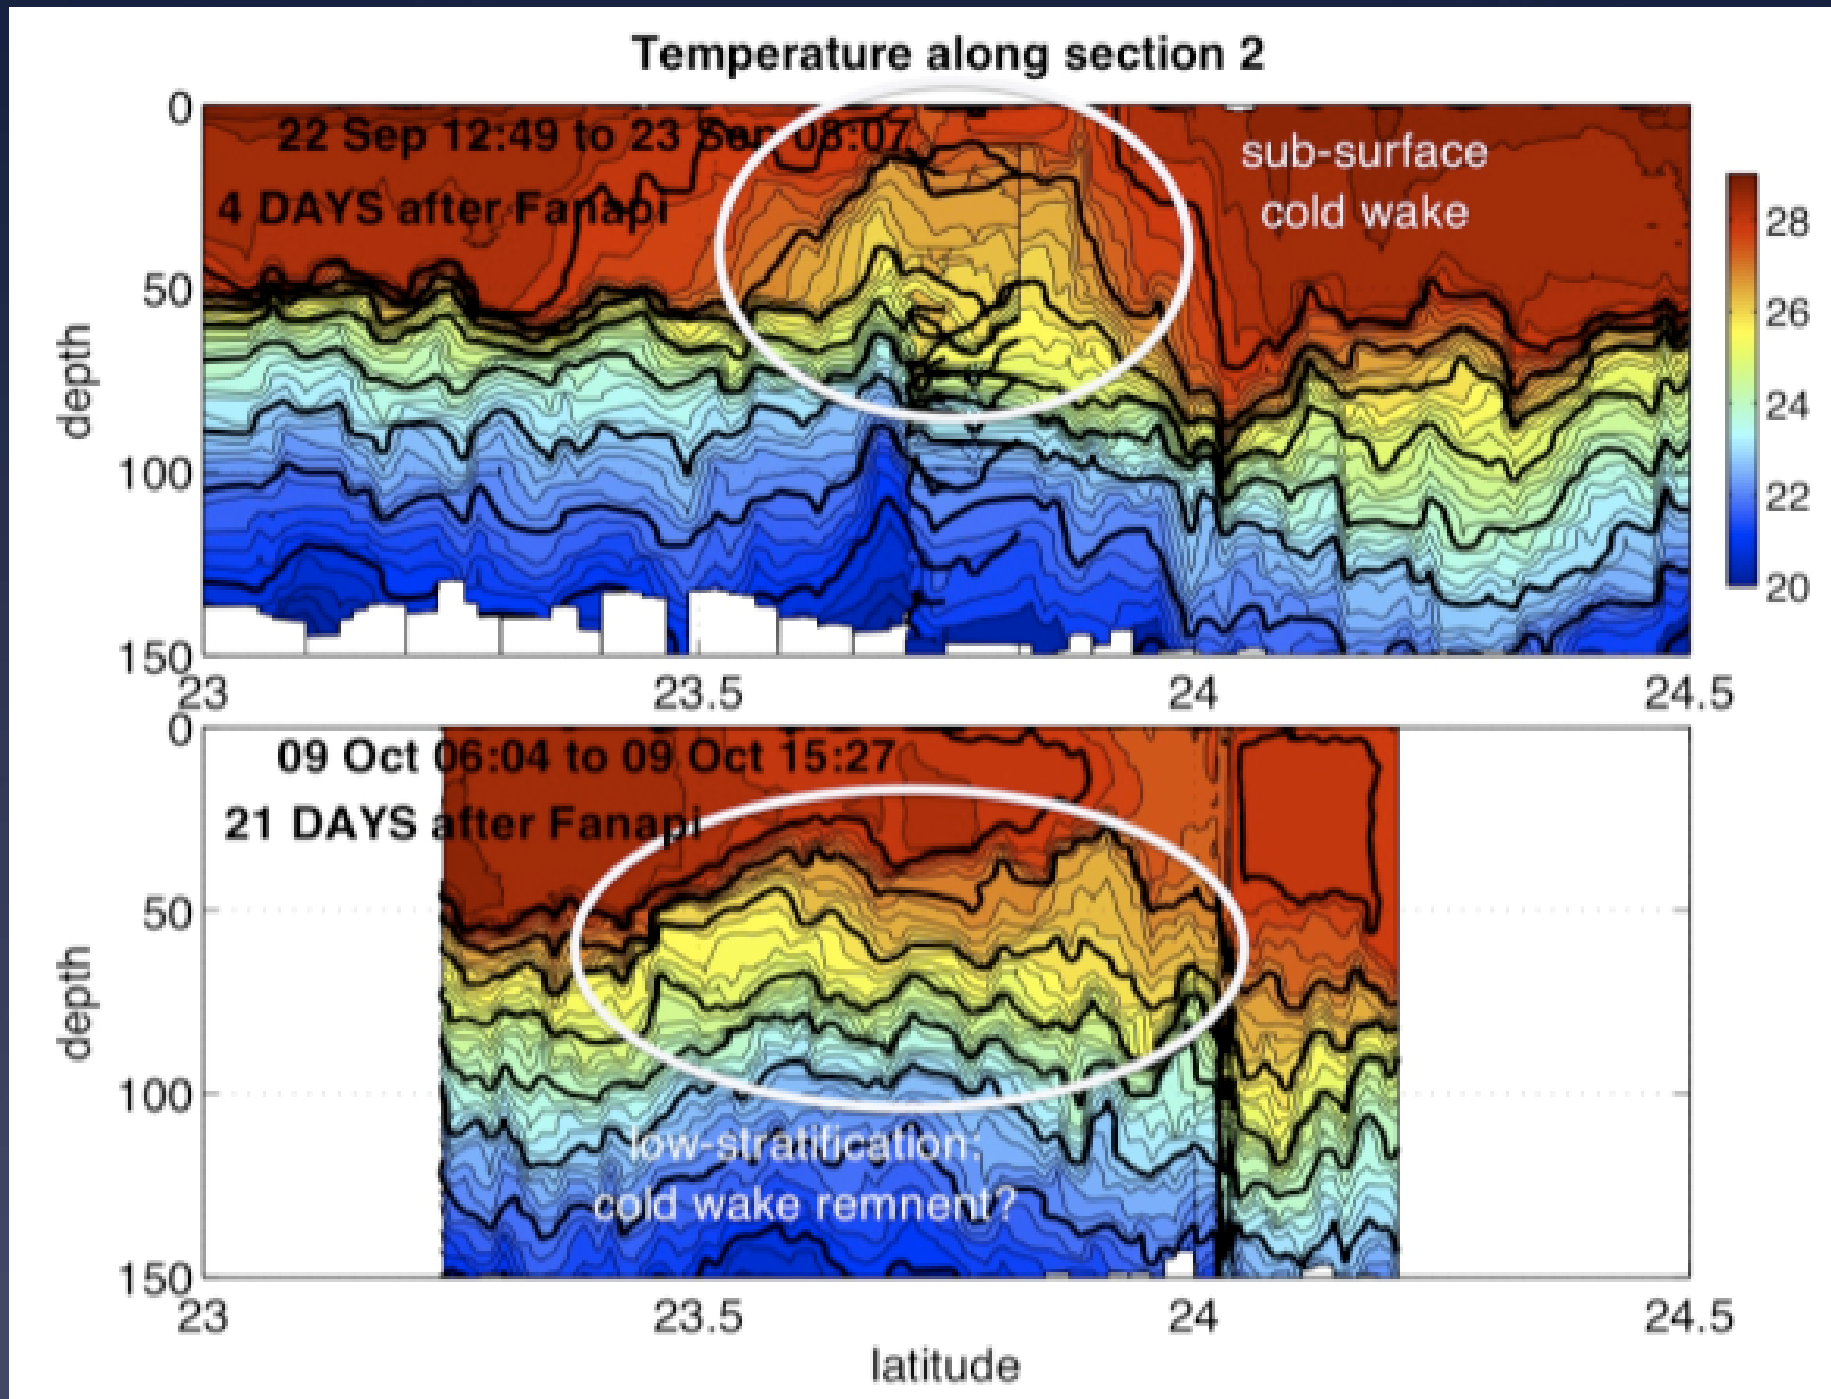 Temperature along section 2
0
50
100
150
depth
22 Sep 12:49 to 23 Sep 08:07
4 DAYS after Fanapi
sub-surface
cold wake
28
26
24
22
20
23
23.5
24
24.5
0
50
100
150
depth
09 Oct 06:04 to 09 Oct 15:27
21 DAYS after Fanapi
low-stratification:
cold wake remnent?
23
23.5
24
24.5
latitude